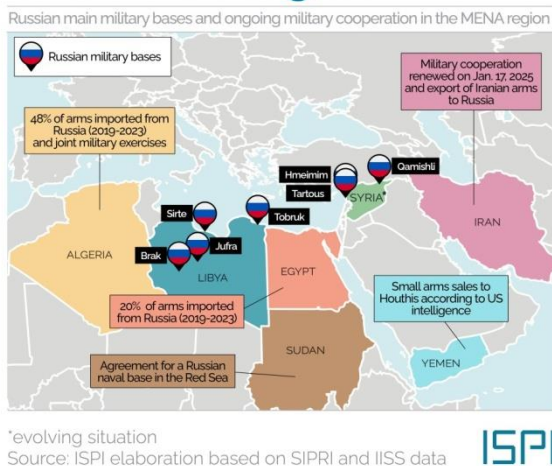 Russian main military bases and ongoing military cooperation in the MENA region
Russian military bases
Military cooperation
renewed on Jan. 17, 2025
and export of Iranian arms
to Russia
48% of arms imported from
Russia (2019-2023)
and joint military exercises
Hmeimim
Qamishli
Tartous
SYRIA*
Sirte
Tobruk
IRAN
Jufra
Brak
ALGERIA
LIBYA
EGYPT
Small arms sales to
Houthis according to US
intelligence
20% of arms imported
from Russia (2019-2023)
SUDAN
YEMEN
Agreement for a Russian
naval base in the Red Sea
*evolving situation
Source: ISPI elaboration based on SIPRI and IISS data
ISPI